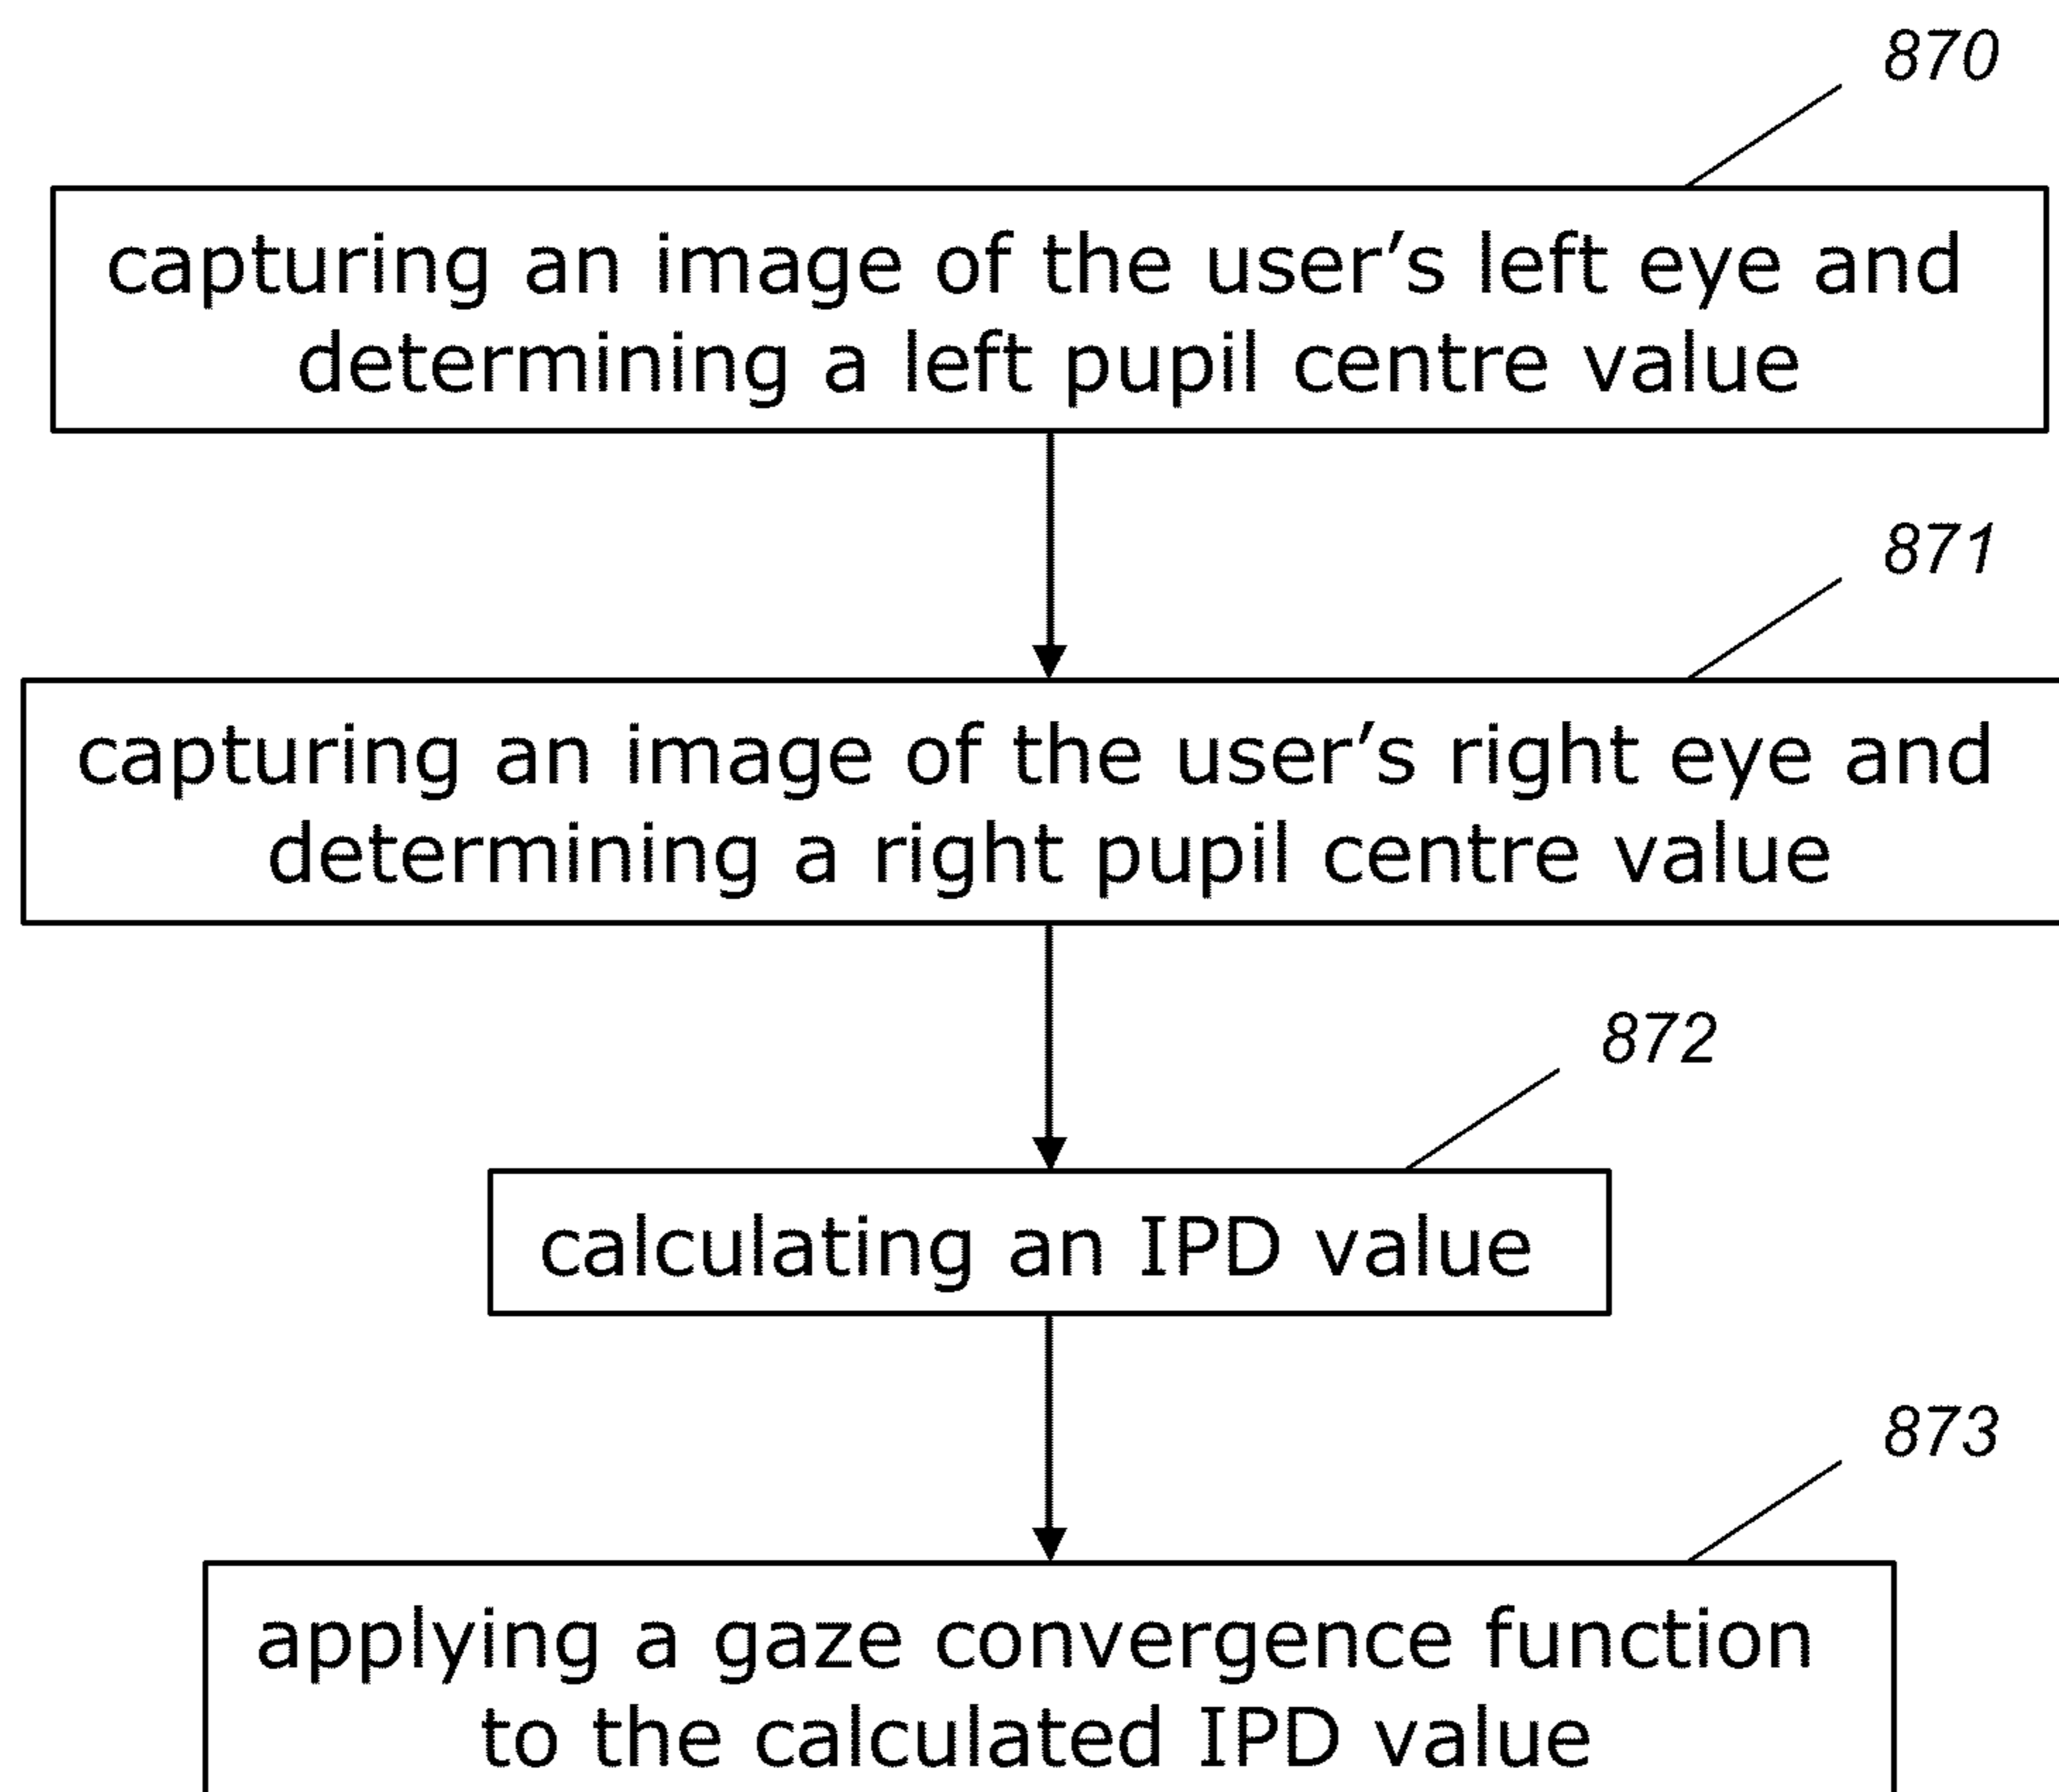 870
capturing an image of the user’s left eye and
determining a left pupil centre value
871
capturing an image of the user’s right eye and
determining a right pupil centre value
872
calculating an IPD value
873
applying a gaze convergence function
to the calculated IPD value